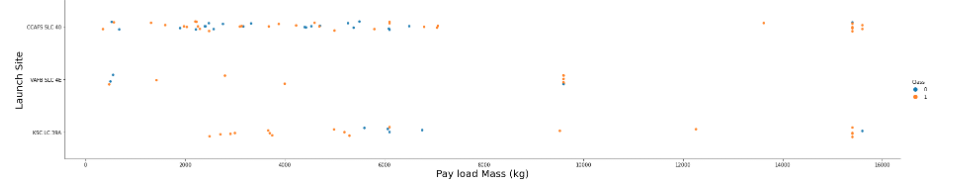 CCAFS SLC 40
VAFB SLC 4E
KSC LC 39A
Launch Site
0 2000 4000 6000 8000 10000 12000 14000 16000
Pay load Mass (kg)
Class
0
1